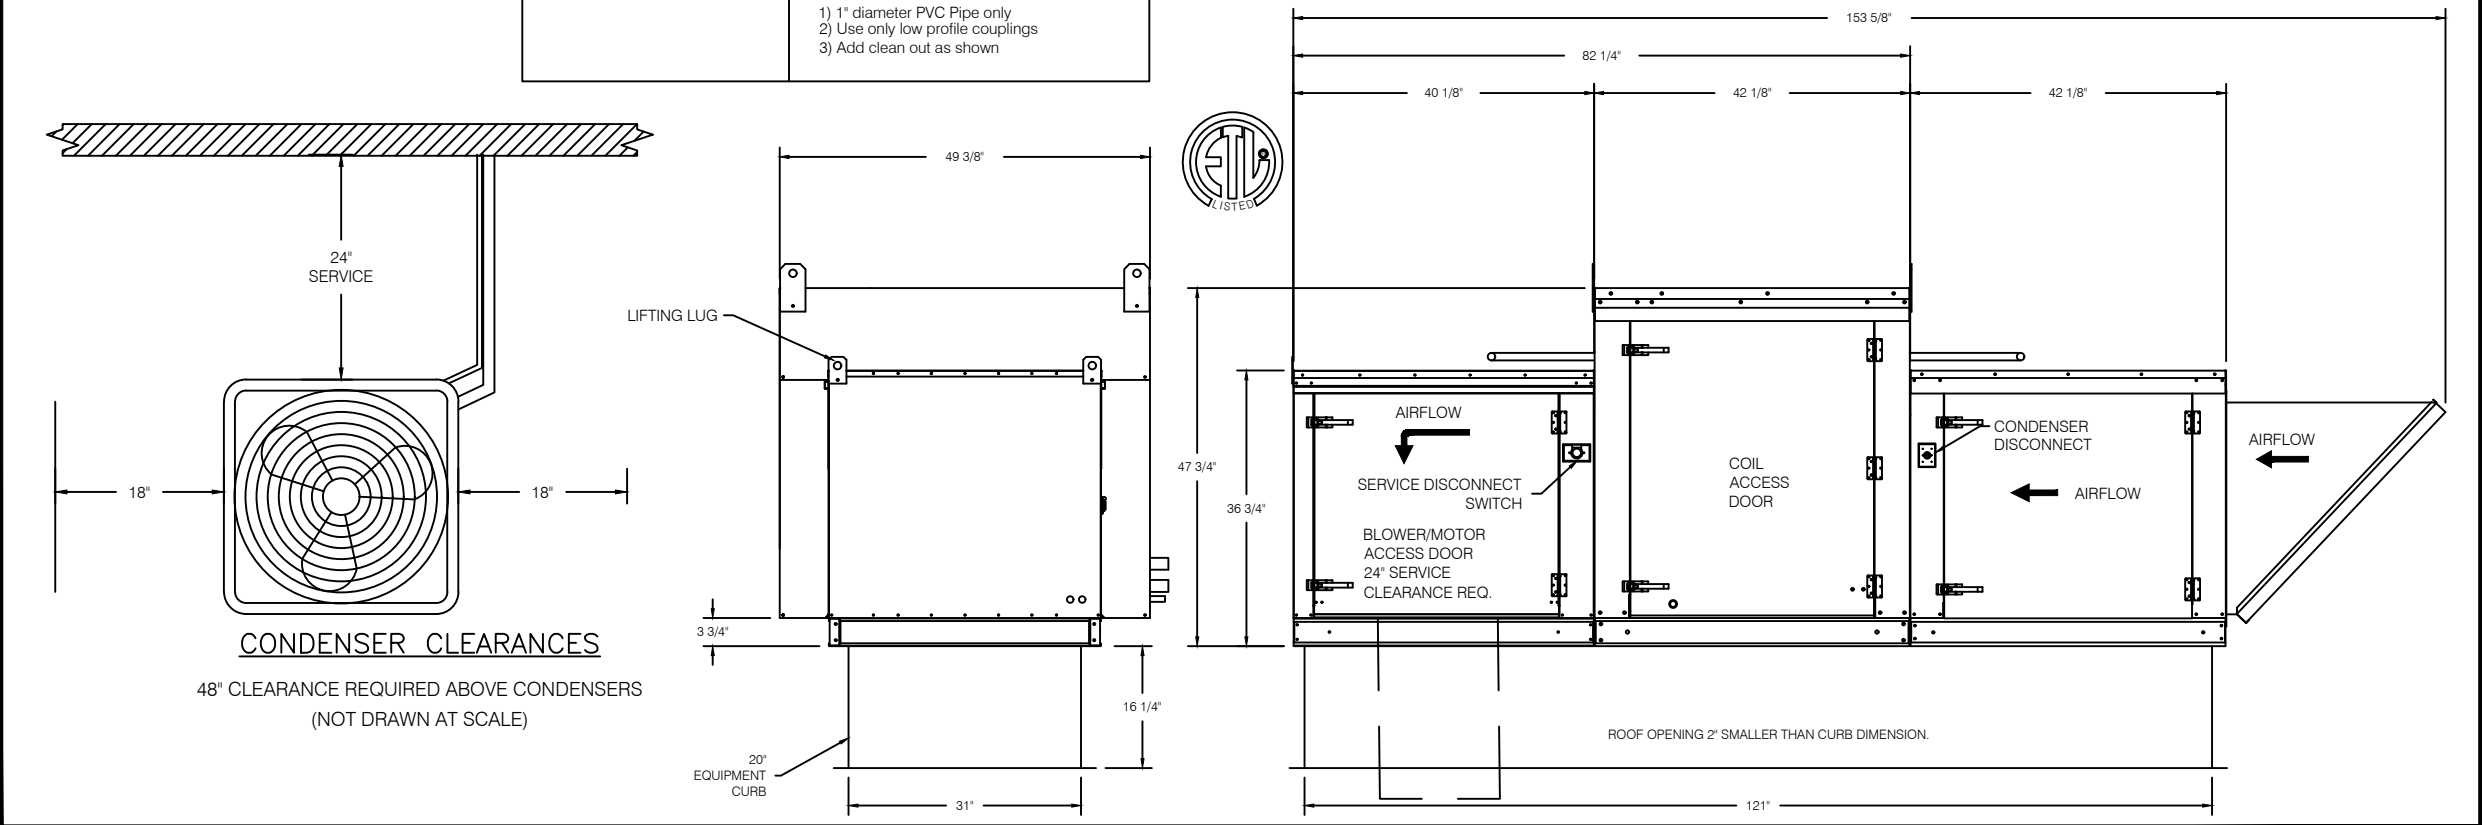 1) 1" diameter PVC Pipe only
2) Use only low profile couplings
3) Add clean out as shown
153 5/8"
82 1/4"
40 1/8"
42 1/8"
42 1/8"
49 3/8"
ETL
LISTED
24"
SERVICE
LIFTING LUG
18"
18"
CONDENSER CLEARANCES
48" CLEARANCE REQUIRED ABOVE CONDENSERS
(NOT DRAWN AT SCALE)
3 3/4"
16 1/4"
20"
EQUIPMENT
CURB
31"
47 3/4"
36 3/4"
AIRFLOW
SERVICE DISCONNECT
SWITCH
BLOWER/MOTOR
ACCESS DOOR
24" SERVICE
CLEARANCE REQ.
COIL
ACCESS
DOOR
CONDENSER
DISCONNECT
AIRFLOW
AIRFLOW
ROOF OPENING 2" SMALLER THAN CURB DIMENSION.
121"